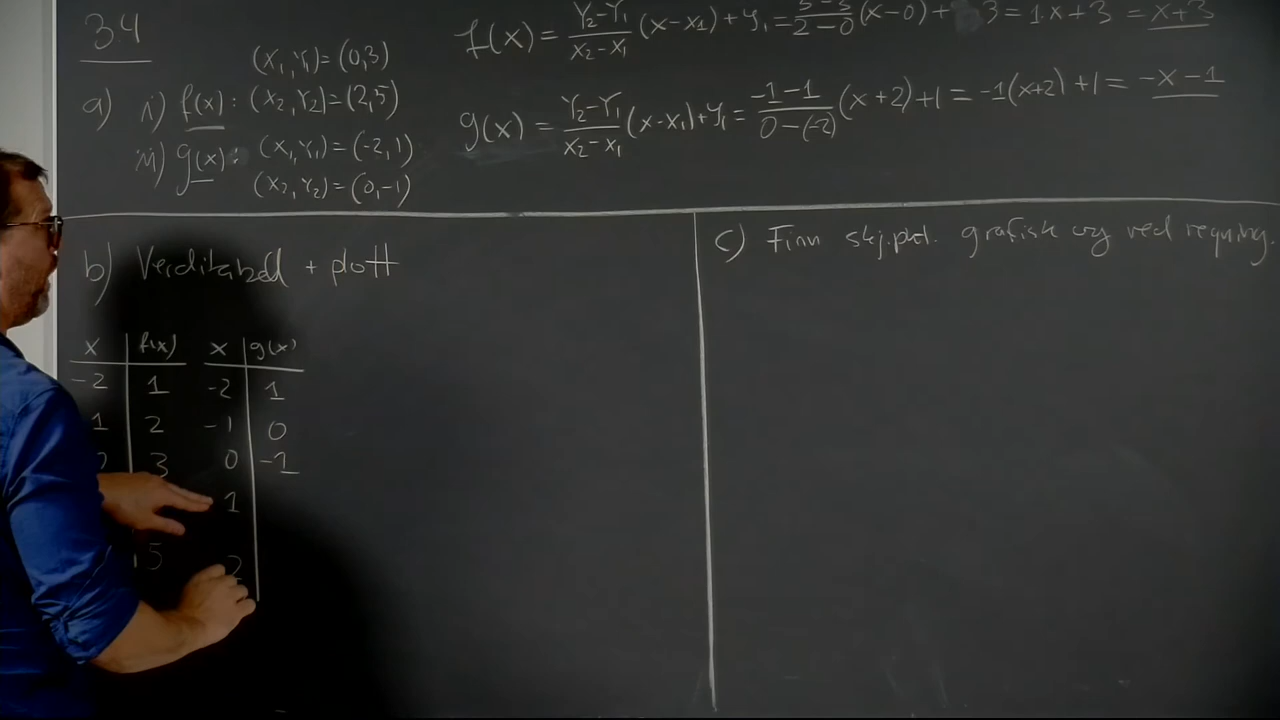 34
f(x) = Y2-Y1/x2-x1 (x-x1) + y1 = 5-3/2-0 (x-0) + 3 = 1·x+3 = x+3
(x1,Y1)=(0,3)
a) i) f(x): (x2,Y2)=(2,5)
g(x) = Y2-Y1/x2-x1 (x-x1)+y1 = -1-1/0-(-2) (x+2)+1 = -1(x+2)+1 = -x-1
ii) g(x): (x1,Y1)=(-2,1)
(x2,Y2)=(0,-1)
b) Verditabell + plott
c) Finn skj.pkt. grafisk og ved regning.
x f(x) x g(x)
-2 1 -2 1
1 2 -1 0
3 0 -1
1
5 2